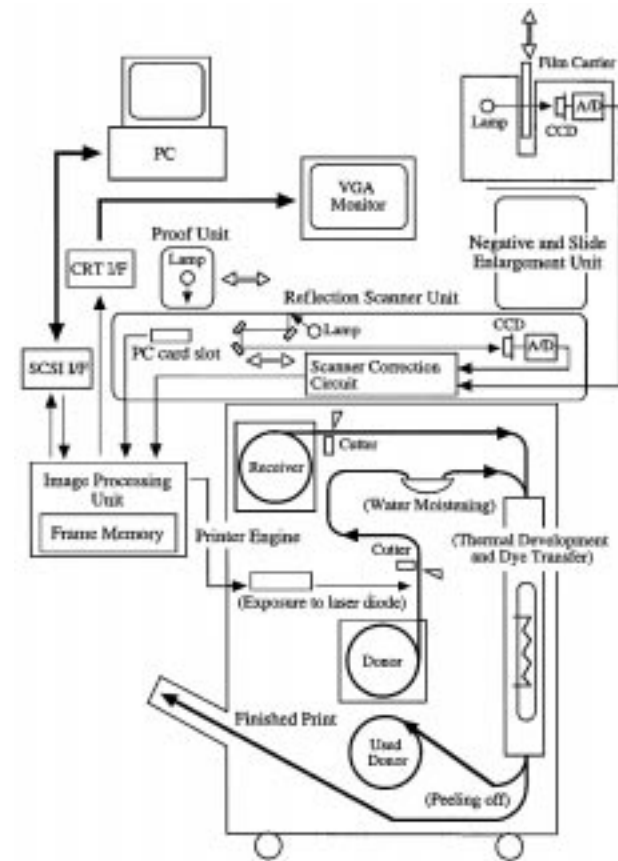 Film Carrier
Lamp
CCD
A/D
PC
VGA
Monitor
Negative and Slide
Enlargement Unit
CRT I/F
Proof Unit
Lamp
Reflection Scanner Unit
Lamp
CCD
A/D
PC card slot
Scanner Correction
Circuit
SCSI I/F
Cutter
Receiver
Image Processing
Unit
Frame Memory
(Water Moistening)
Printer Engine
(Thermal Development
and Dye Transfer)
Cutter
(Exposure to laser diode)
Donor
Finished Print
Used
Donor
(Peeling off)